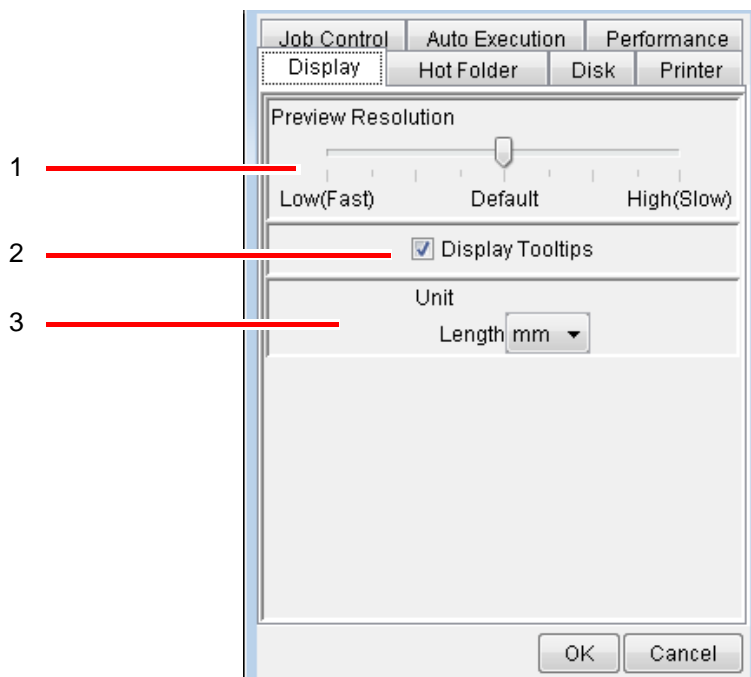 Job Control Auto Execution Performance
Display Hot Folder Disk Printer
Preview Resolution
1
Low(Fast) Default High(Slow)
2 Display Tooltips
Unit
3 Length mm
OK Cancel